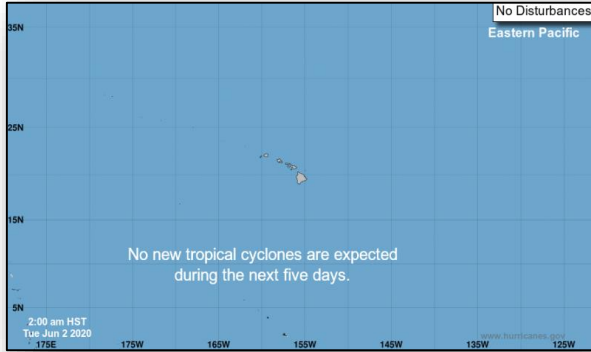 No Disturbances
Eastern Pacific
35N
25N
15N
No new tropical cyclones are expected
during the next five days.
5N
2:00 am HST
Tue Jun 2 2020
www.hurricanes.gov
175E
175W
165W
155W
145W
135W
125W